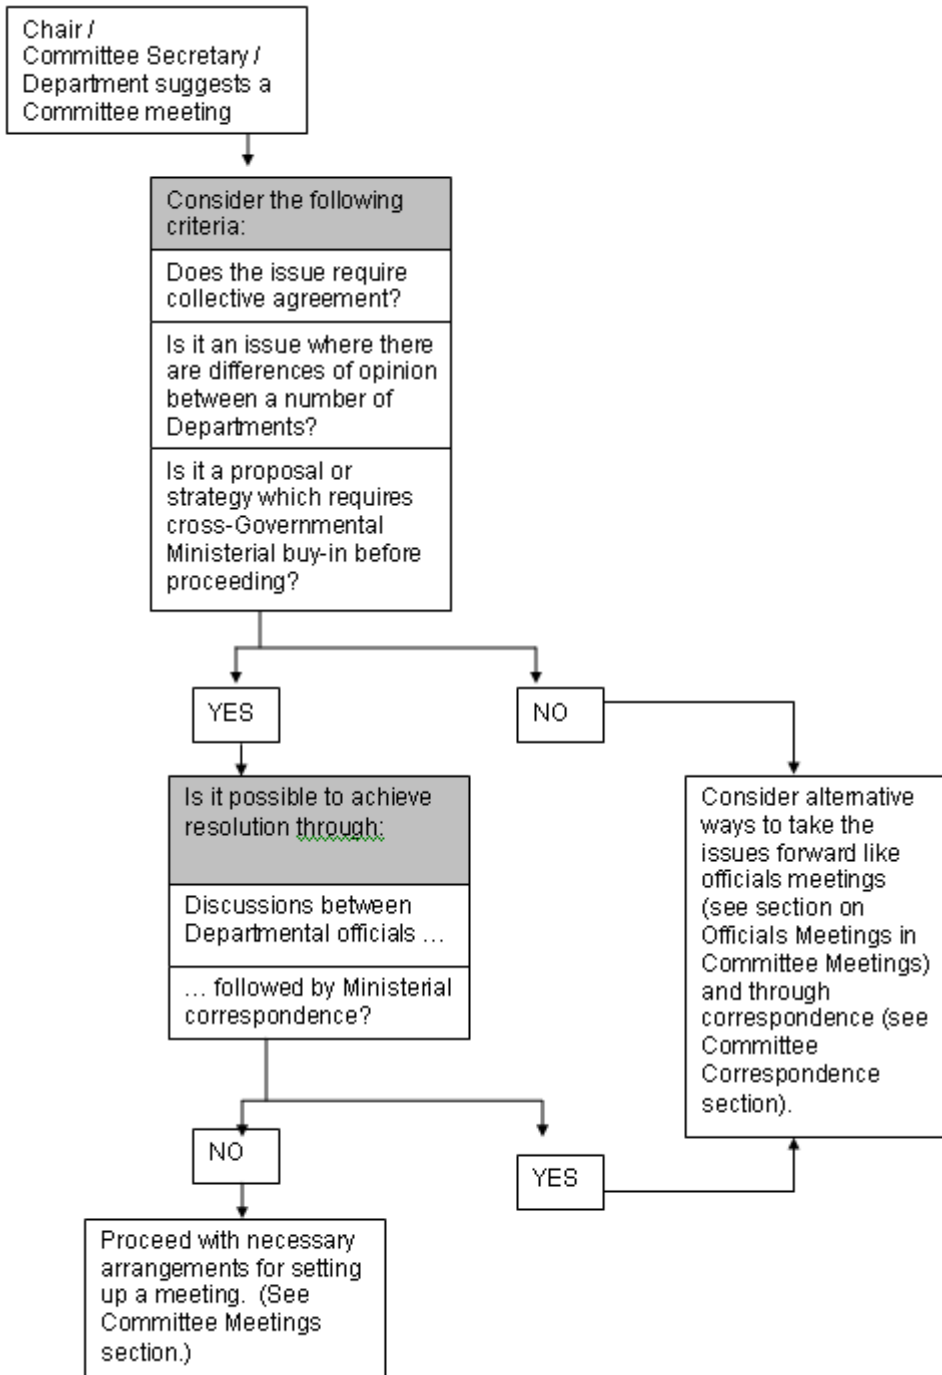 Chair /
Committee Secretary /
Department suggests a
Committee meeting
Consider the following
criteria:
Does the issue require
collective agreement?
Is it an issue where there
are differences of opinion
between a number of
Departments?
Is it a proposal or
strategy which requires
cross-Governmental
Ministerial buy-in before
proceeding?
YES
NO
Is it possible to achieve
resolution through:
Discussions between
Departmental officials ...
... followed by Ministerial
correspondence?
Consider alternative
ways to take the
issues forward like
officials meetings
(see section on
Officials Meetings in
Committee Meetings)
and through
correspondence (see
Committee
Correspondence
section).
NO
YES
Proceed with necessary
arrangements for setting
up a meeting. (See
Committee Meetings
section.)